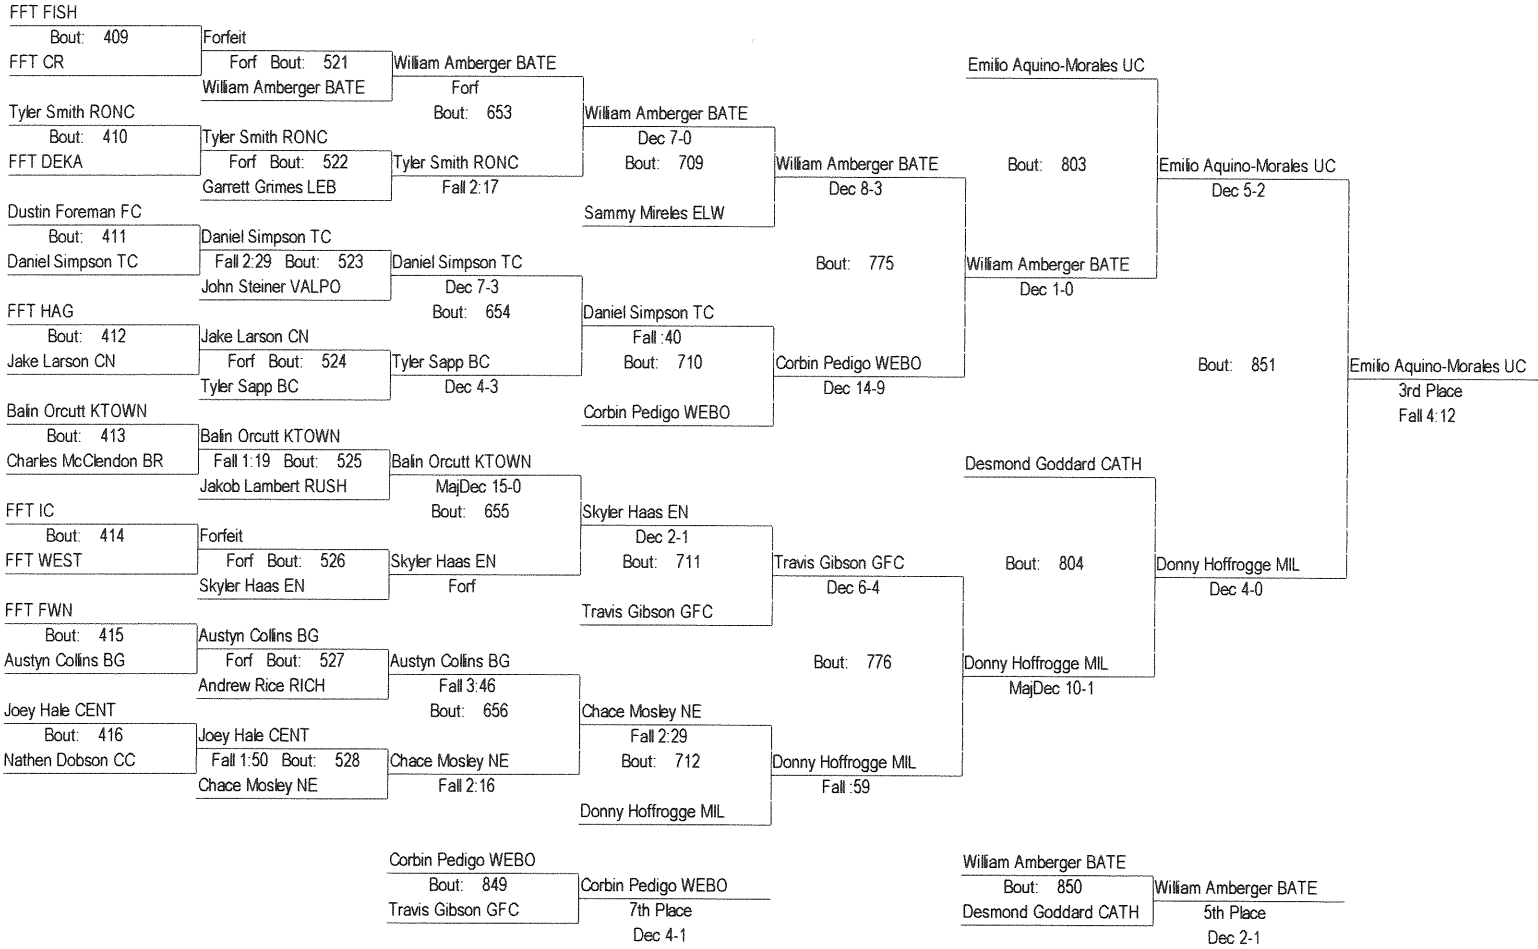 FFT FISH
Bout: 409
FFT CR
Tyler Smith RONC
Bout: 410
FFT DEKA
Dustin Foreman FC
Bout: 411
Daniel Simpson TC
FFT HAG
Bout: 412
Jake Larson CN
Balin Orcutt KTOWN
Bout: 413
Charles McClendon BR
FFT IC
Bout: 414
FFT WEST
FFT FWN
Bout: 415
Austyn Collins BG
Joey Hale CENT
Bout: 416
Nathen Dobson CC
Forfeit
Forf Bout: 521
William Amberger BATE
Tyler Smith RONC
Forf Bout: 522
Garrett Grimes LEB
Daniel Simpson TC
Fall 2:29 Bout: 523
John Steiner VALPO
Jake Larson CN
Forf Bout: 524
Tyler Sapp BC
Balin Orcutt KTOWN
Fall 1:19 Bout: 525
Jakob Lambert RUSH
Forfeit
Forf Bout: 526
Skyler Haas EN
Austyn Collins BG
Forf Bout: 527
Andrew Rice RICH
Joey Hale CENT
Fall 1:50 Bout: 528
Chace Mosley NE
William Amberger BATE
Forf
Bout: 653
Tyler Smith RONC
Fall 2:17
Daniel Simpson TC
Dec 7-3
Bout: 654
Tyler Sapp BC
Dec 4-3
Balin Orcutt KTOWN
MajDec 15-0
Bout: 655
Skyler Haas EN
Forf
Austyn Collins BG
Fall 3:46
Bout: 656
Chace Mosley NE
Fall 2:16
William Amberger BATE
Dec 7-0
Bout: 709
Sammy Mireles ELW
Daniel Simpson TC
Fall :40
Bout: 710
Corbin Pedigo WEBO
Skyler Haas EN
Dec 2-1
Bout: 711
Travis Gibson GFC
Chace Mosley NE
Fall 2:29
Bout: 712
Donny Hoffrogge MIL
William Amberger BATE
Dec 8-3
Bout: 775
Corbin Pedigo WEBO
Dec 14-9
Travis Gibson GFC
Dec 6-4
Bout: 776
Donny Hoffrogge MIL
Fall :59
Emilio Aquino-Morales UC
Bout: 803
William Amberger BATE
Dec 1-0
Desmond Goddard CATH
Bout: 804
Donny Hoffrogge MIL
MajDec 10-1
Emilio Aquino-Morales UC
Dec 5-2
Bout: 851
Donny Hoffrogge MIL
Dec 4-0
Emilio Aquino-Morales UC
3rd Place
Fall 4:12
Corbin Pedigo WEBO
Bout: 849
Travis Gibson GFC
Corbin Pedigo WEBO
7th Place
Dec 4-1
William Amberger BATE
Bout: 850
Desmond Goddard CATH
William Amberger BATE
5th Place
Dec 2-1